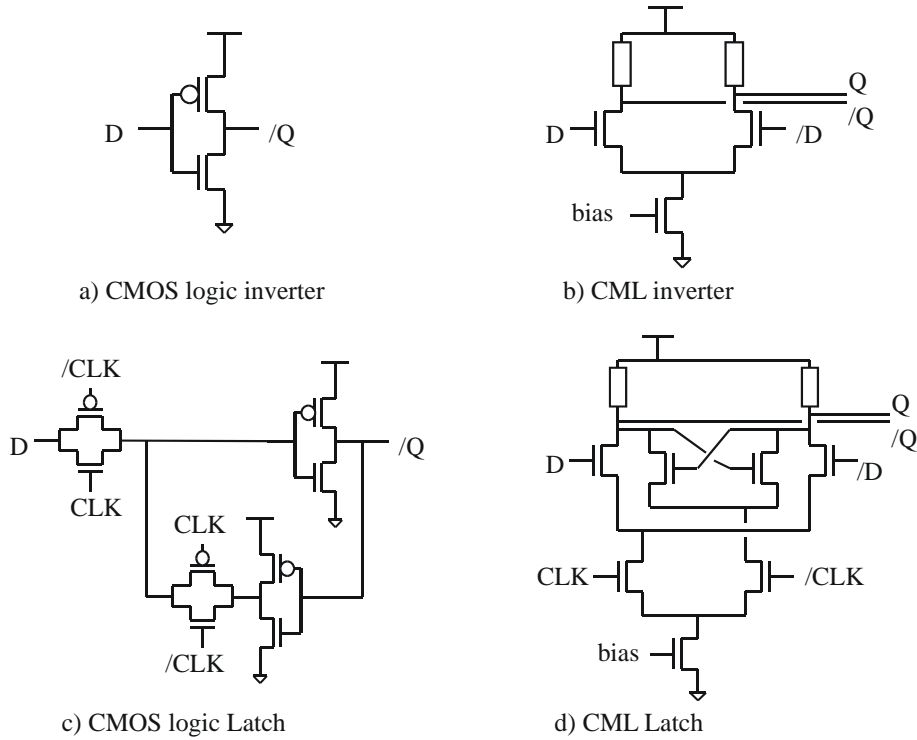 D
/Q
a) CMOS logic inverter
Q
/Q
D
/D
bias
b) CML inverter
/CLK
D
CLK
/Q
CLK
/CLK
c) CMOS logic Latch
Q
/Q
D
/D
CLK
/CLK
bias
d) CML Latch